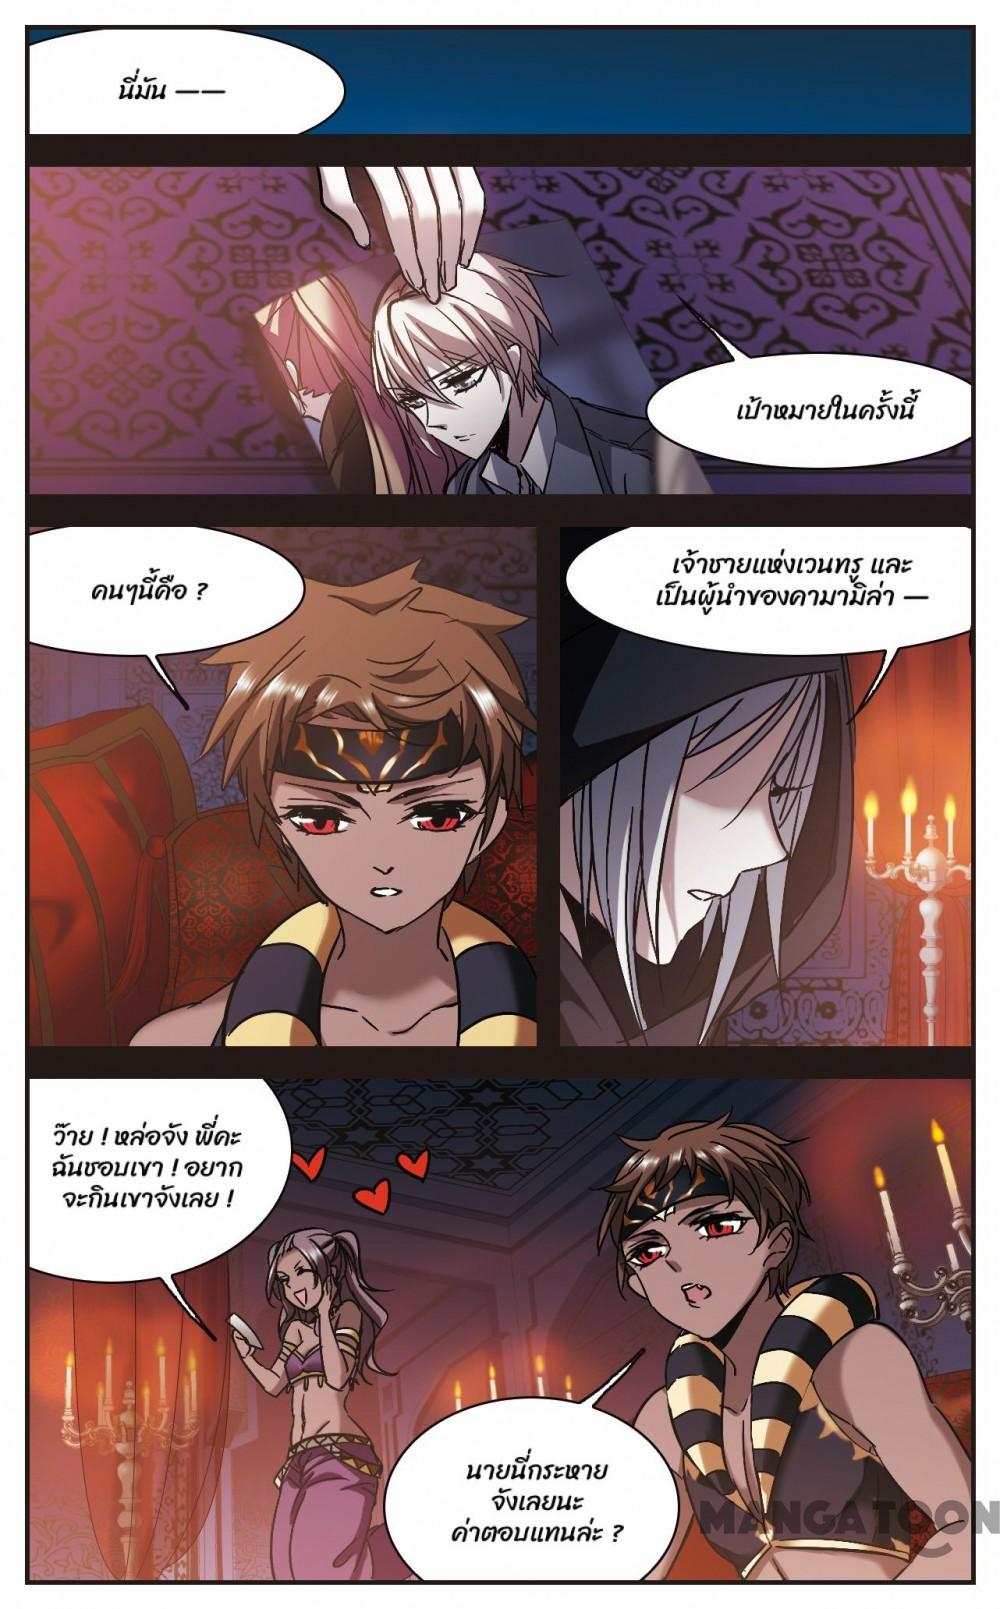 นี่มัน ——
เป้าหมายในครั้งนี้
คนๆนี้คือ ?
เจ้าชายแห่งเวนทรู และ
เป็นผู้นำของคามามิล่า —
ว๊าย ! หล่อจัง พี่คะ
ฉันชอบเขา ! อยาก
จะกินเขาจังเลย !
นายนี่กระหาย
จังเลยนะ
ค่าตอบแทนล่ะ ?
MANGATOON